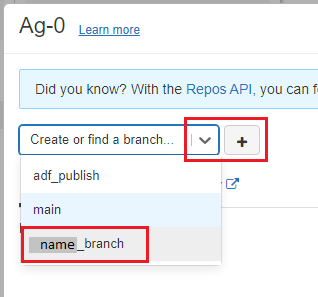 Ag-0 Learn more
Did you know? With the Repos API, you can f
Create or find a branch... +
adf_publish
main
name_branch